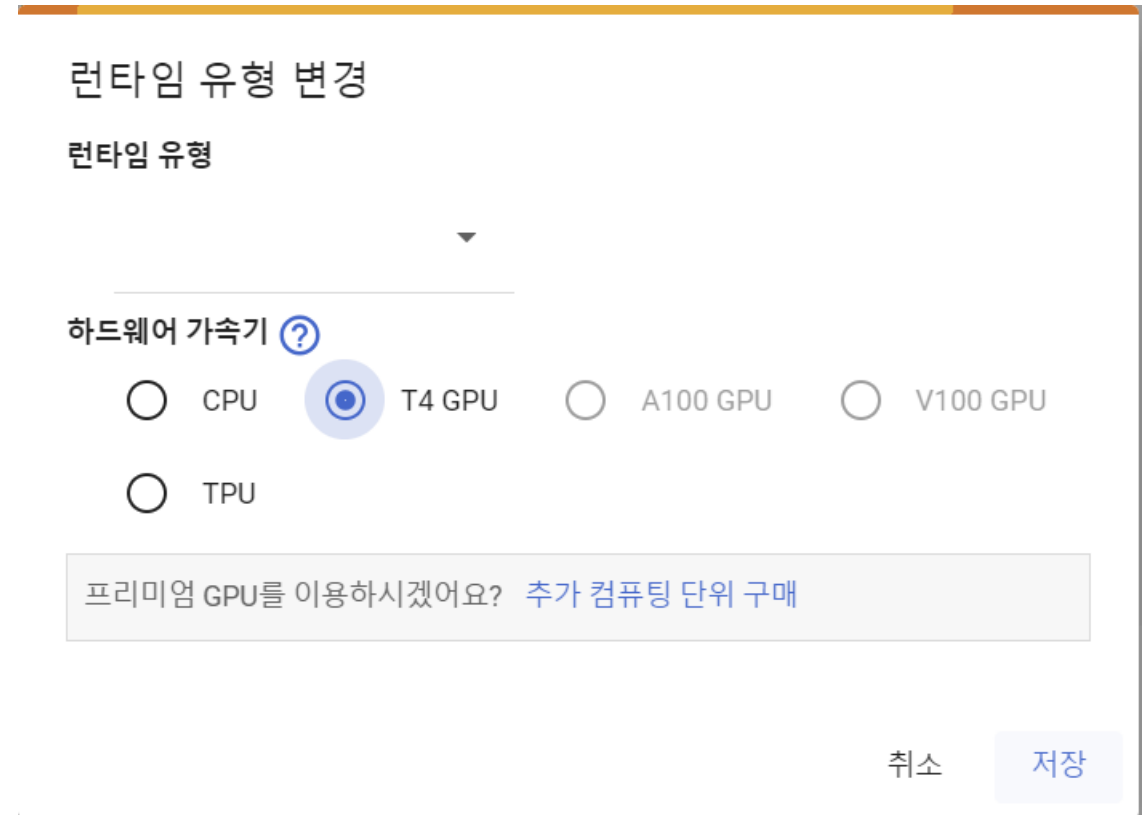 런타임 유형 변경
런타임 유형
하드웨어 가속기 ?
CPU T4 GPU A100 GPU V100 GPU
TPU
프리미엄 GPU를 이용하시겠어요? 추가 컴퓨팅 단위 구매
취소 저장